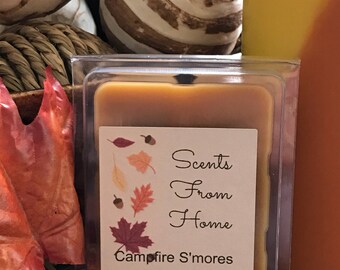 Scents
From
Home
Campfire S'mores